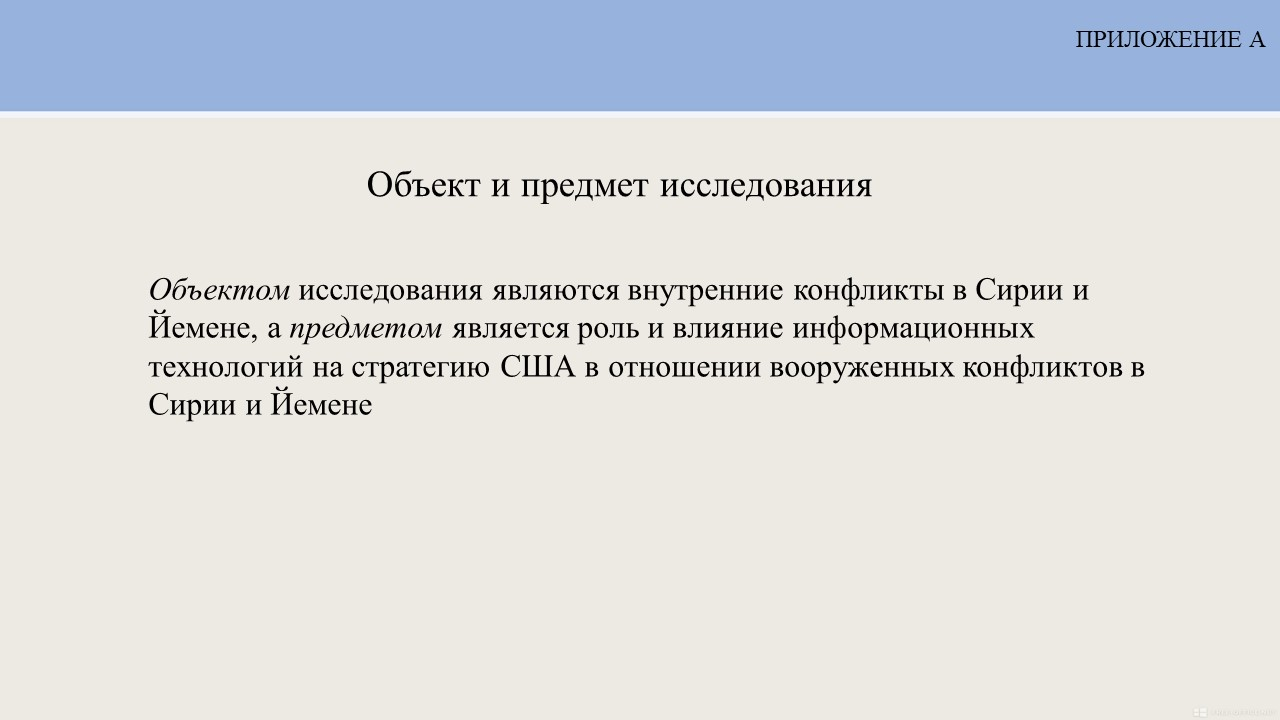 ПРИЛОЖЕНИЕ А
Объект и предмет исследования
Объектом исследования являются внутренние конфликты в Сирии и
Йемене, а предметом является роль и влияние информационных
технологий на стратегию США в отношении вооруженных конфликтов в
Сирии и Йемене